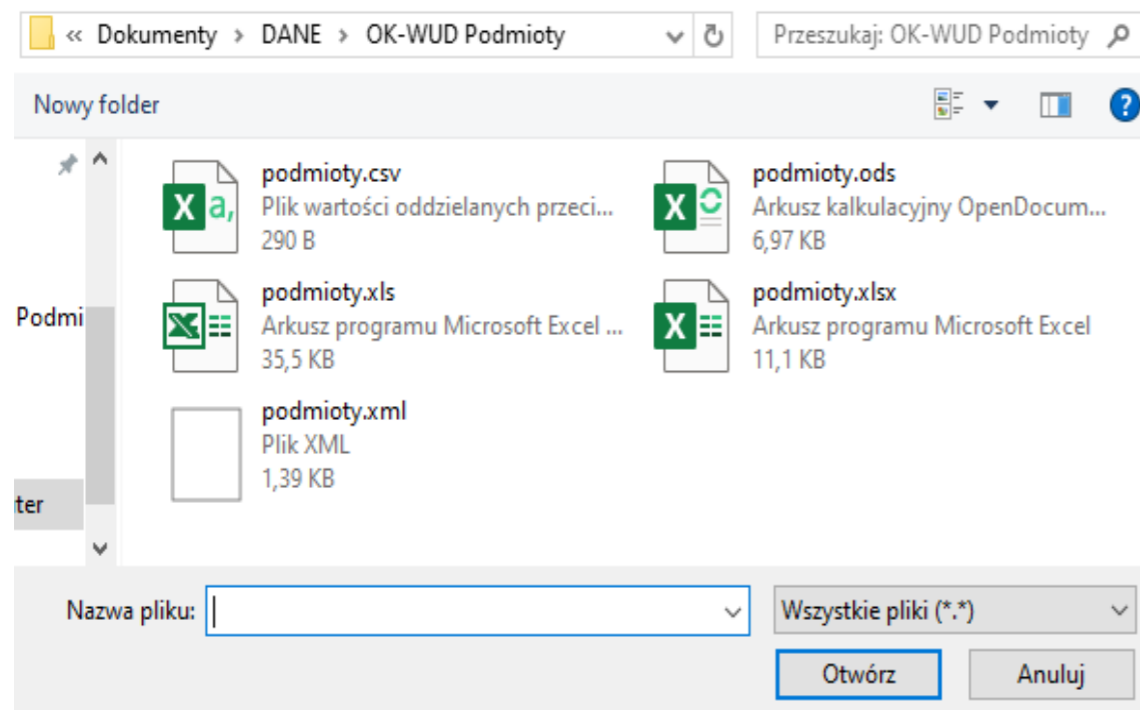 « Dokumenty > DANE > OK-WUD Podmioty
Przeszukaj: OK-WUD Podmioty
Nowy folder
podmioty.csv
Plik wartości oddzielanych przeci...
290 B
podmioty.ods
Arkusz kalkulacyjny OpenDocum...
6,97 KB
Podmi
podmioty.xls
Arkusz programu Microsoft Excel ...
35,5 KB
podmioty.xlsx
Arkusz programu Microsoft Excel
11,1 KB
podmioty.xml
Plik XML
1,39 KB
ter
Nazwa pliku:
Wszystkie pliki (*.*)
Otwórz
Anuluj